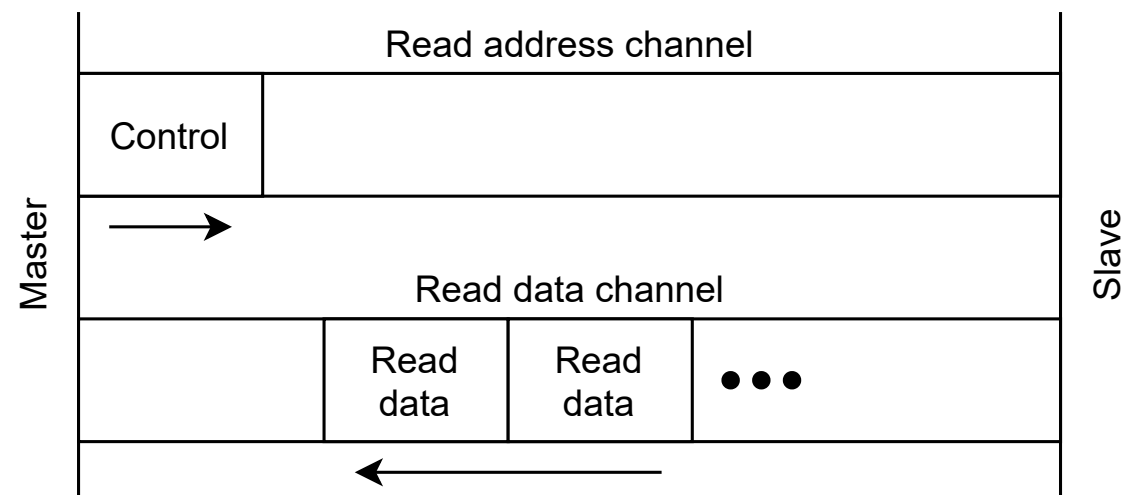 Read address channel
Control
Master
Slave
Read data channel
Read
data
Read
data